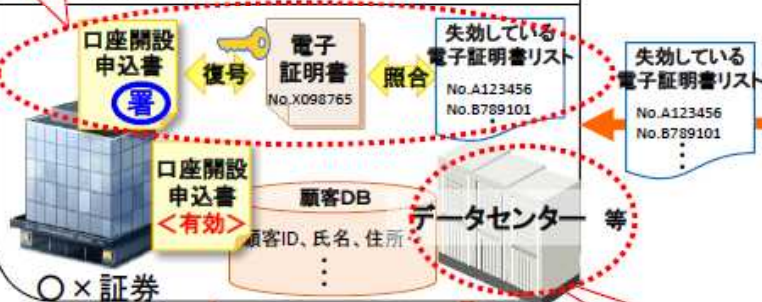 口座開設
申込書
署
復号
電子
証明書
No.X098765
照合
失効している
電子証明書リスト
No.A123456
No.B789101
失効している
電子証明書リスト
No.A123456
No.B789101
口座開設
申込書
<有効>
顧客DB
顧客ID、氏名、住所
データセンター 等
○×証券